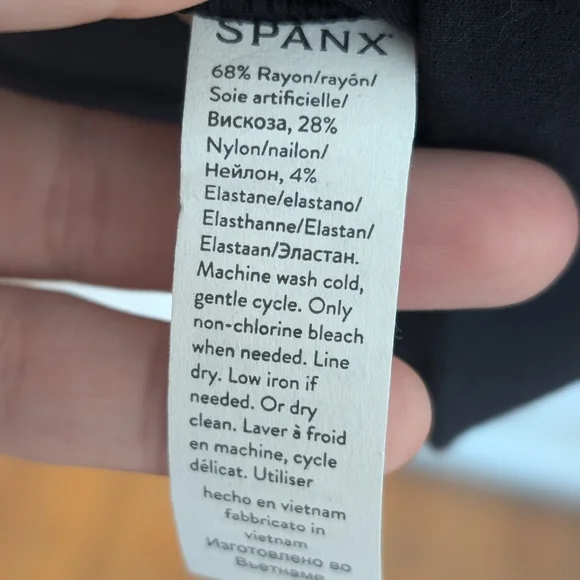 SPANX®
68% Rayon/rayón/
Soie artificielle/
Вискоза, 28%
Nylon/nailon/
Нейлон, 4%
Elastane/elastano/
Elasthanne/Elastan/
Elastaan/Эластан.
Machine wash cold,
gentle cycle. Only
non-chlorine bleach
when needed. Line
dry. Low iron if
needed. Or dry
clean. Laver à froid
en machine, cycle
délicat. Utiliser
hecho en vietnam
fabbricato in
vietnam
Изготовлено во
Вьетнаме